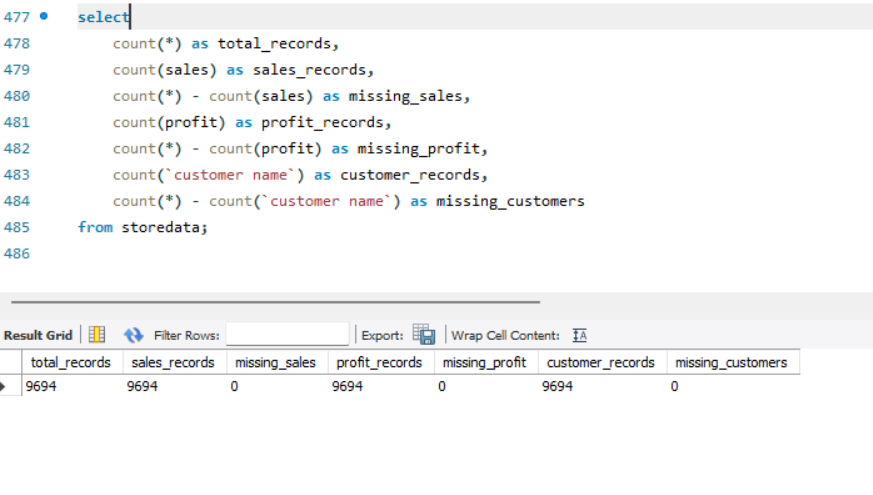 477 select
478 count(*) as total_records,
479 count(sales) as sales_records,
480 count(*) - count(sales) as missing_sales,
481 count(profit) as profit_records,
482 count(*) - count(profit) as missing_profit,
483 count(`customer name`) as customer_records,
484 count(*) - count(`customer name`) as missing_customers
485 from storedata;
486
Result Grid Filter Rows: Export: Wrap Cell Content: IA
total_records sales_records missing_sales profit_records missing_profit customer_records missing_customers
9694 9694 0 9694 0 9694 0